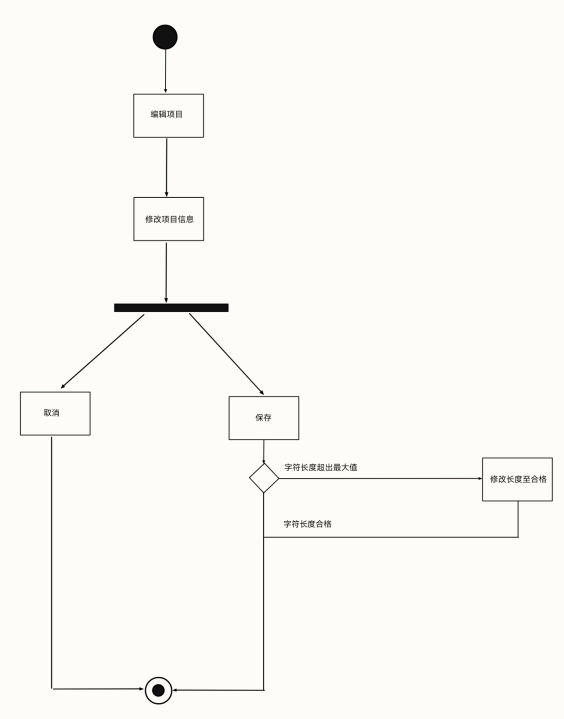 编辑项目
修改项目信息
取消
保存
字符长度超出最大值
修改长度至合格
字符长度合格